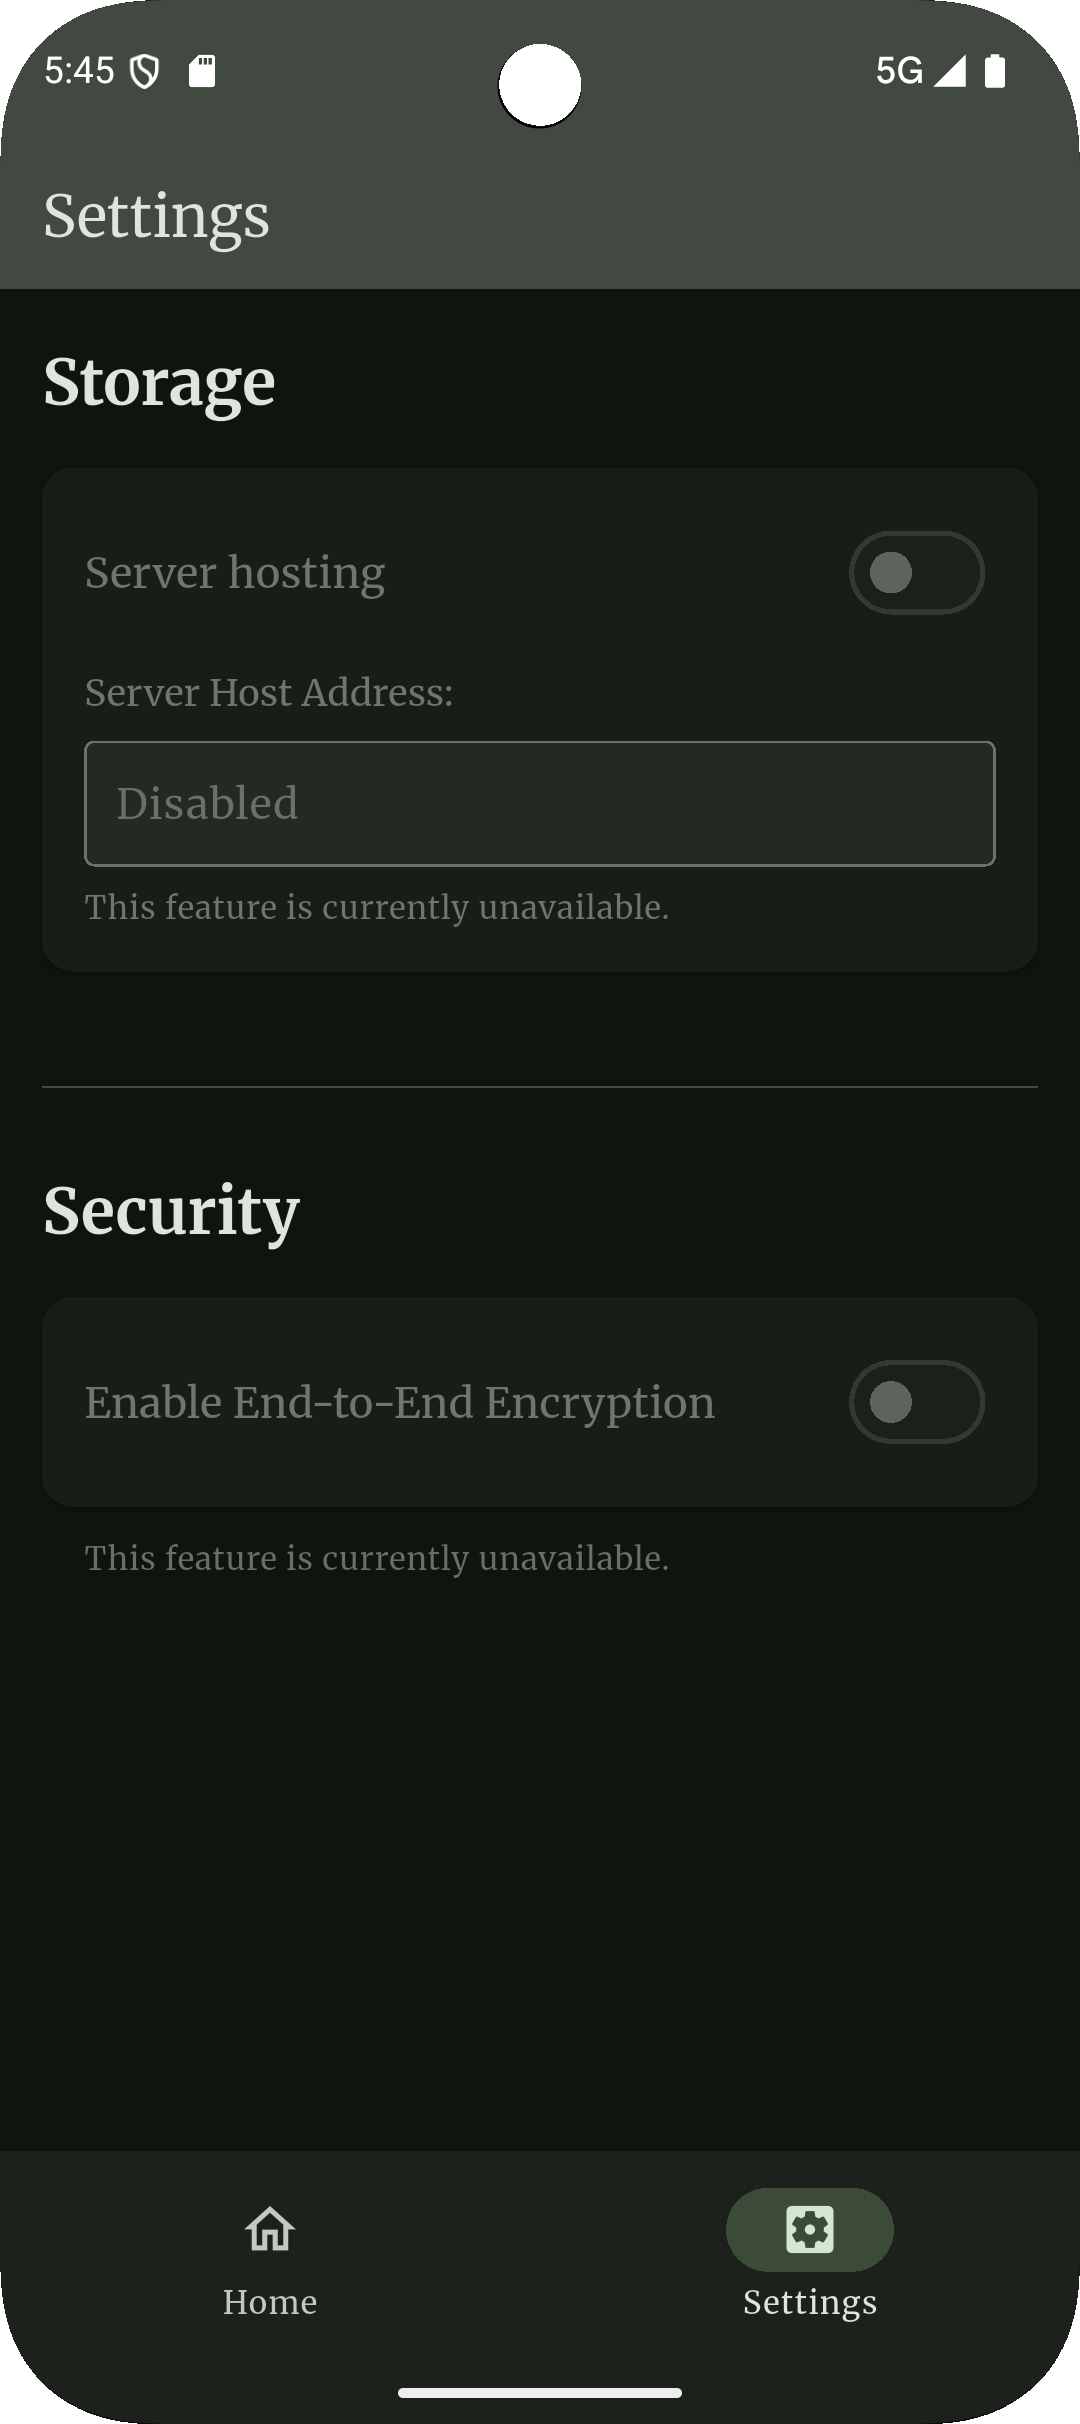 5:45
5G
Settings
Storage
Server hosting
Server Host Address:
Disabled
This feature is currently unavailable.
Security
Enable End-to-End Encryption
This feature is currently unavailable.
Home
Settings